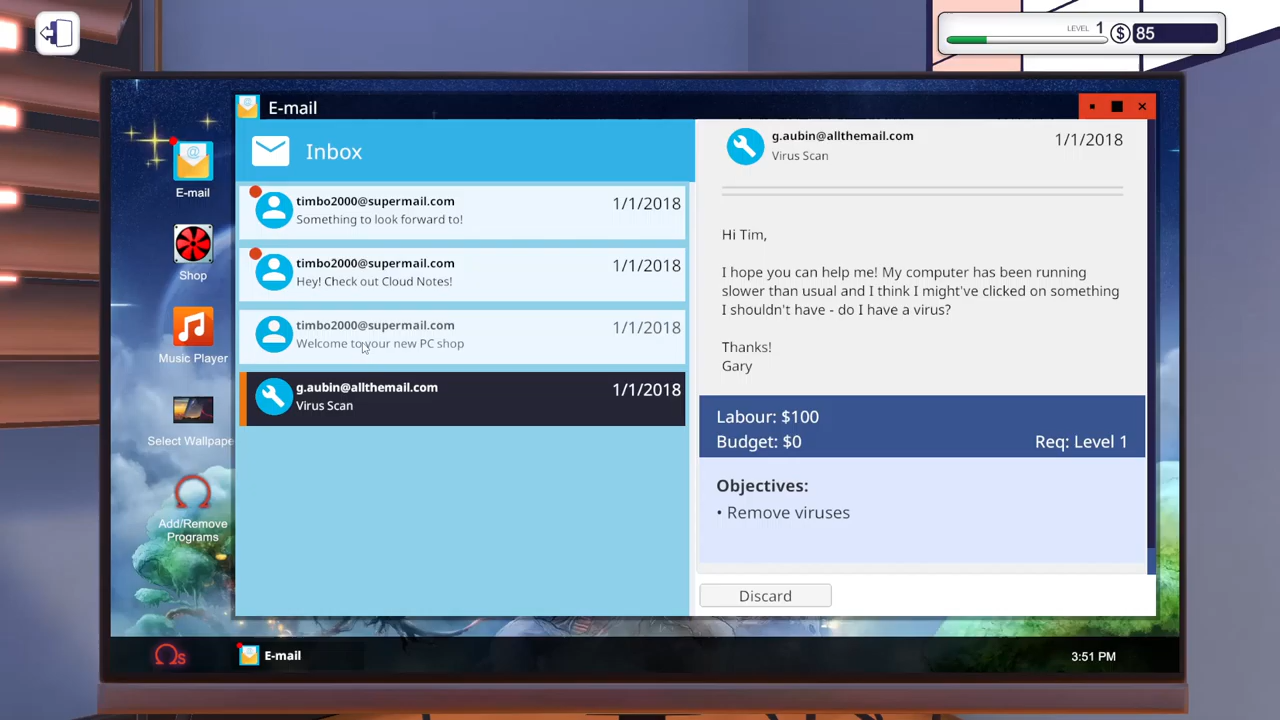 LEVEL 1
$ 85
E-mail
Inbox
timbo2000@supermail.com
1/1/2018
Something to look forward to!
timbo2000@supermail.com
1/1/2018
Hey! Check out Cloud Notes!
timbo2000@supermail.com
1/1/2018
Welcome to your new PC shop
g.aubin@allthemail.com
1/1/2018
Virus Scan
g.aubin@allthemail.com
1/1/2018
Virus Scan
Hi Tim,
I hope you can help me! My computer has been running
slower than usual and I think I might've clicked on something
I shouldn't have - do I have a virus?
Thanks!
Gary
Labour: $100
Budget: $0
Req: Level 1
Objectives:
• Remove viruses
Discard
E-mail
Shop
Music Player
Select Wallpape
Add/Remove
Programs
Ωs
E-mail
3:51 PM